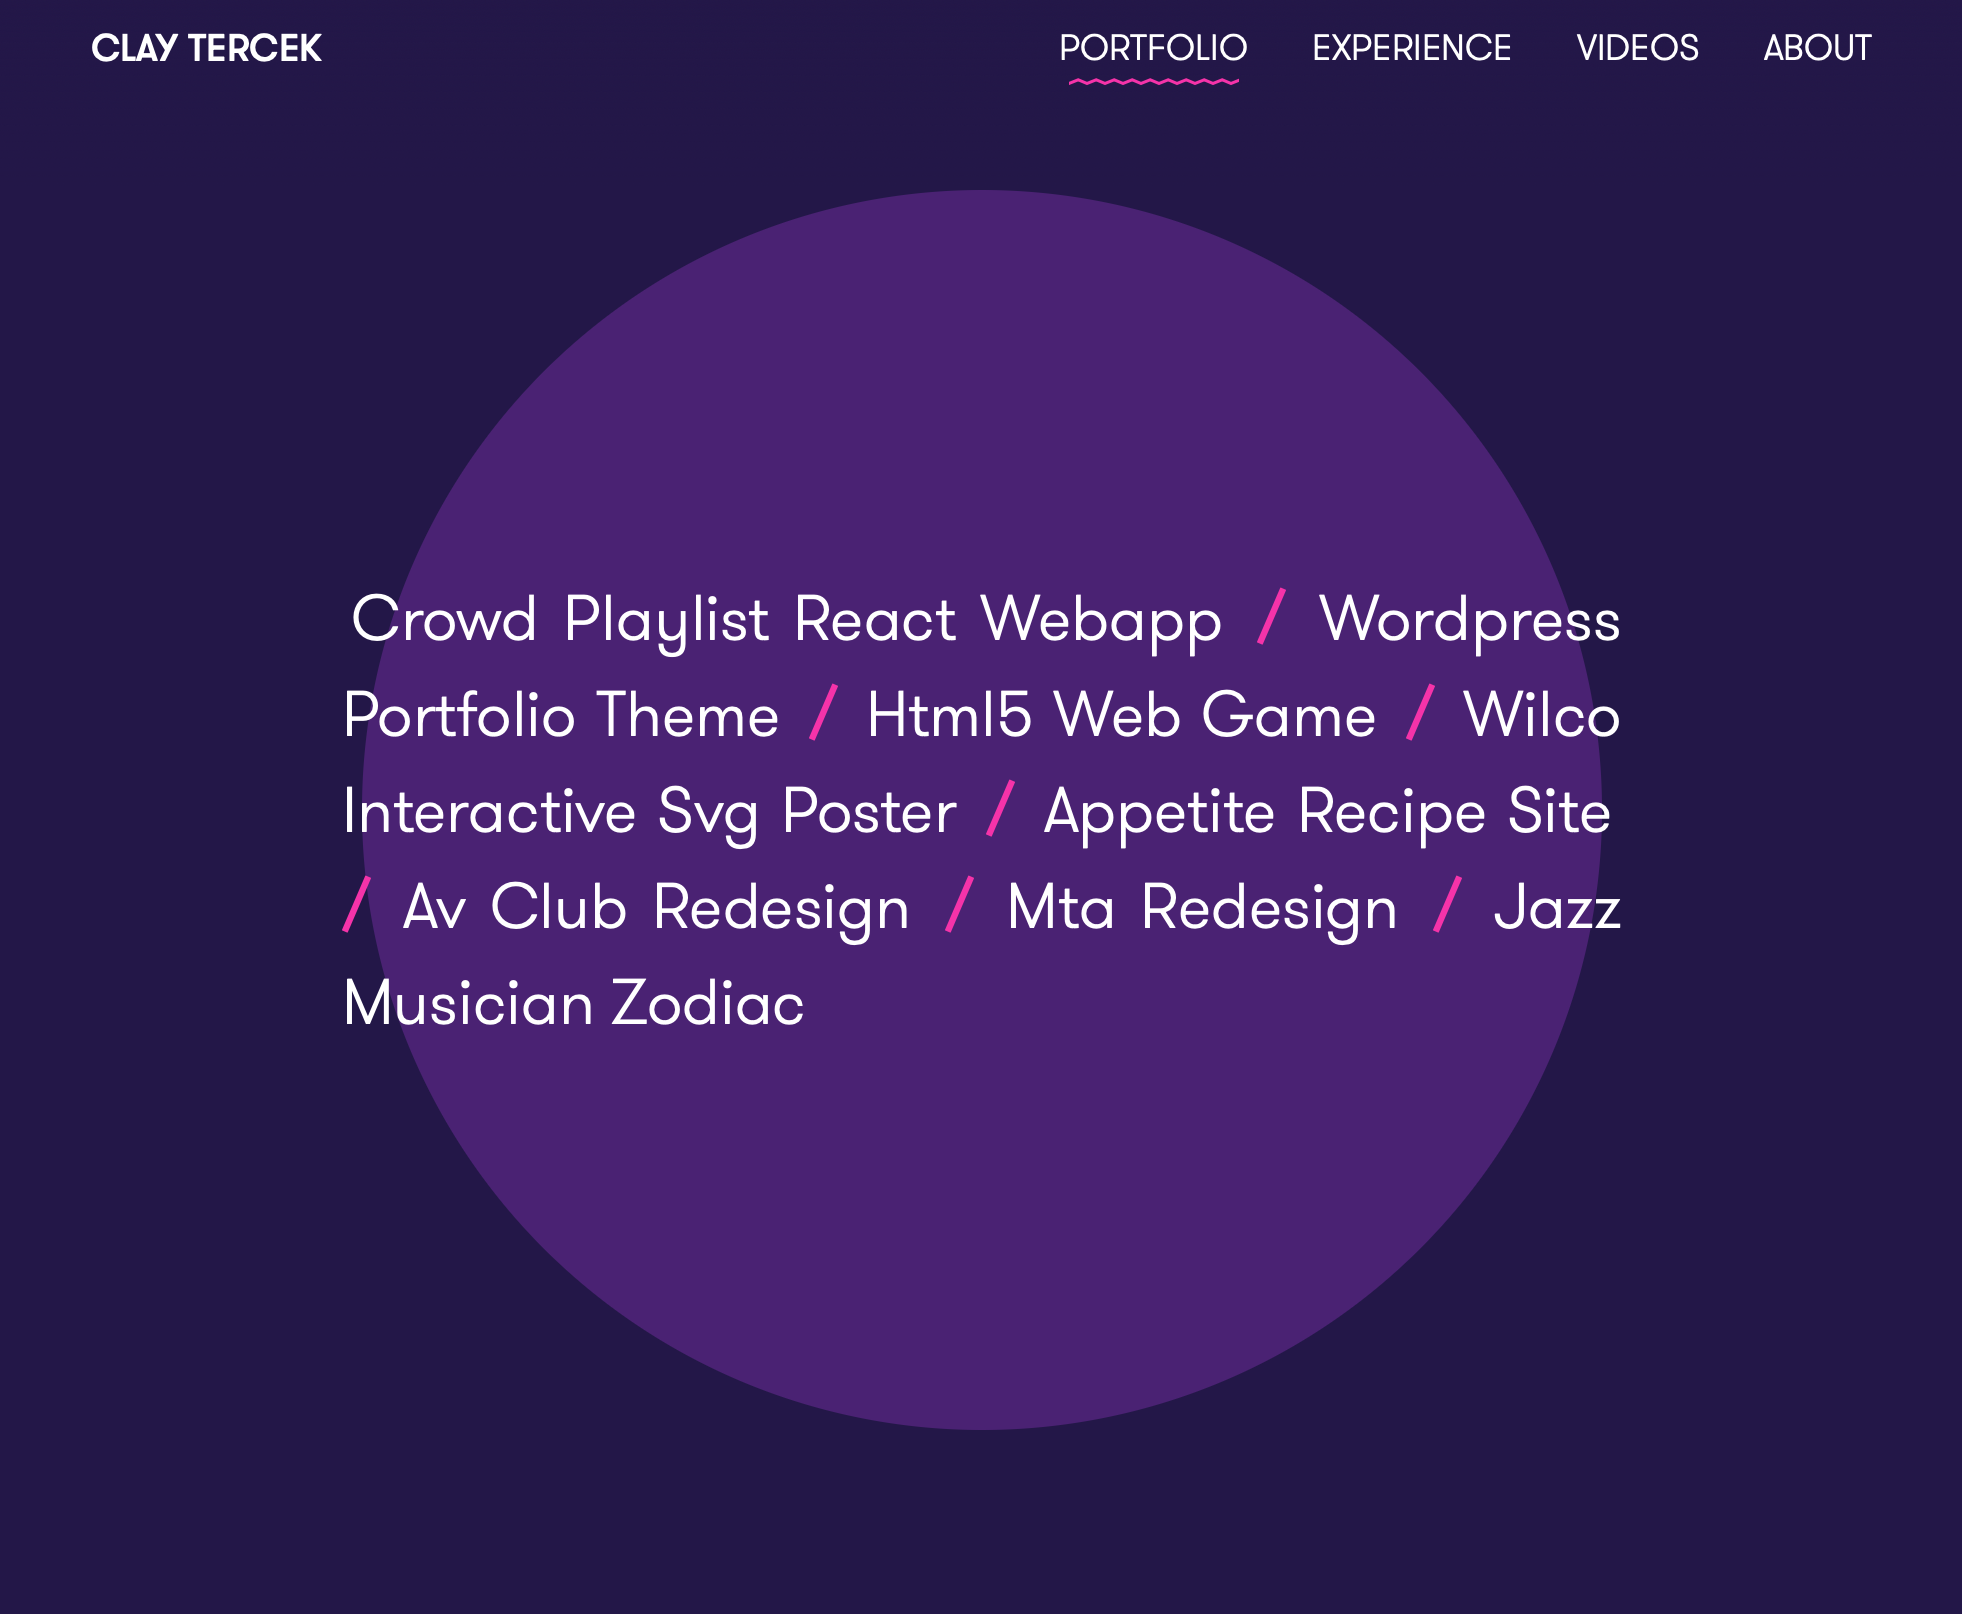 CLAY TERCEK
PORTFOLIO EXPERIENCE VIDEOS ABOUT
Crowd Playlist React Webapp / Wordpress
Portfolio Theme / Html5 Web Game / Wilco
Interactive Svg Poster / Appetite Recipe Site
/ Av Club Redesign / Mta Redesign / Jazz
Musician Zodiac